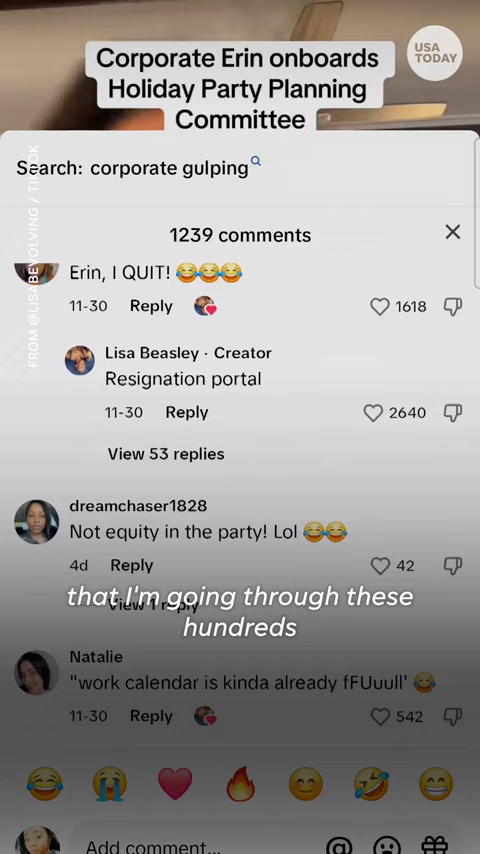 USA
TODAY
Corporate Erin onboards
Holiday Party Planning
Committee
Search: corporate gulping
1239 comments
FROM @LISABEVOLVING / TIKTOK
Erin, I QUIT! 😂😂😂
11-30 Reply 1618
Lisa Beasley · Creator
Resignation portal
11-30 Reply 2640
View 53 replies
dreamchaser1828
Not equity in the party! Lol 😂😂
4d Reply 42
View 1 reply
that I'm going through these
hundreds
Natalie
"work calendar is kinda already fFUuull' 😂
11-30 Reply 542
Add comment...